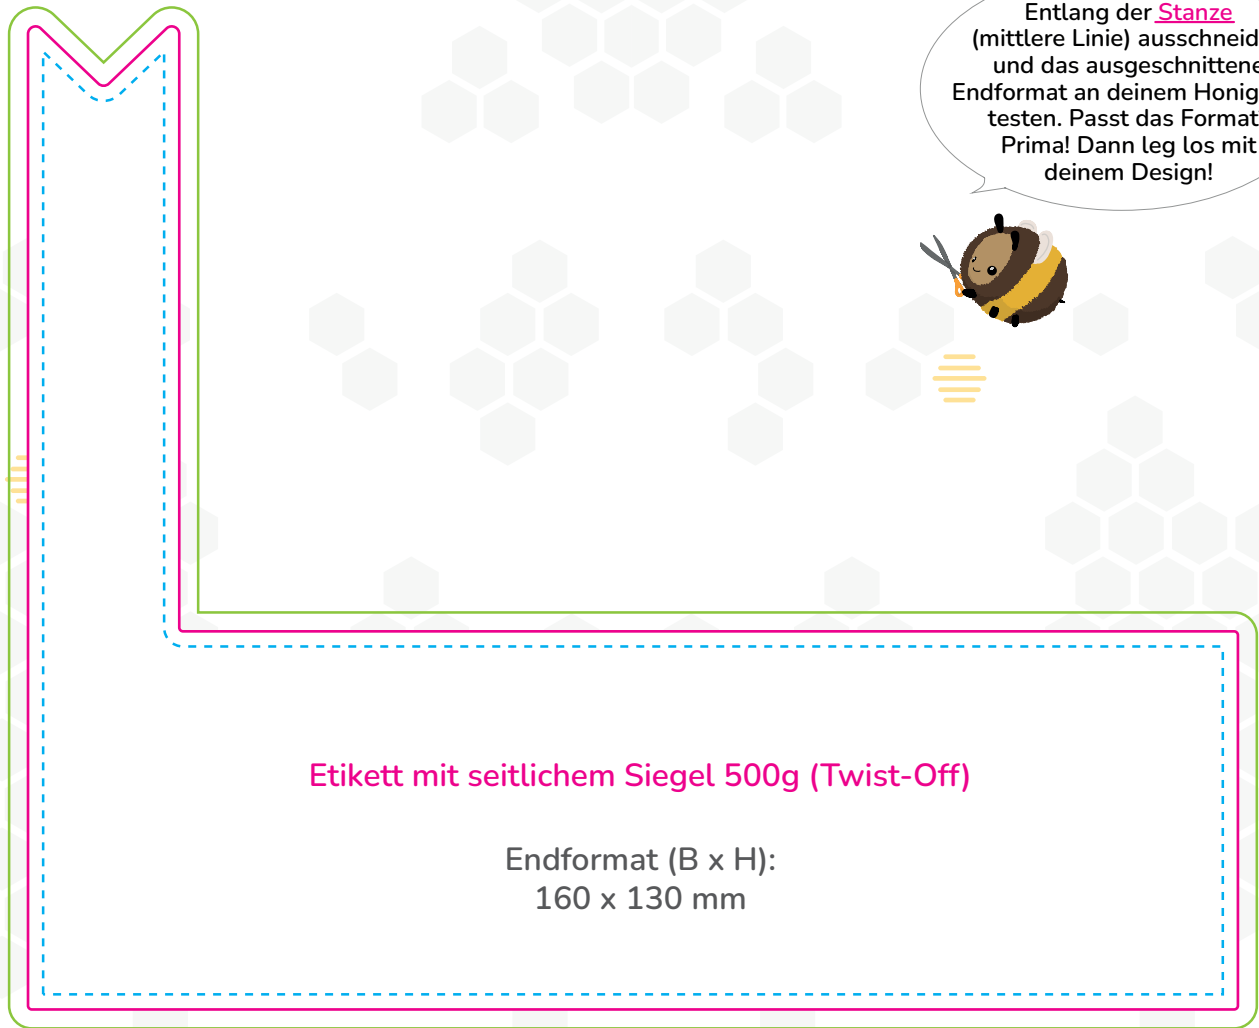 Entlang der Stanze
(mittlere Linie) ausschneid
und das ausgeschnittene
Endformat an deinem Honig
testen. Passt das Format
Prima! Dann leg los mit
deinem Design!
Etikett mit seitlichem Siegel 500g (Twist-Off)
Endformat (B x H):
160 x 130 mm